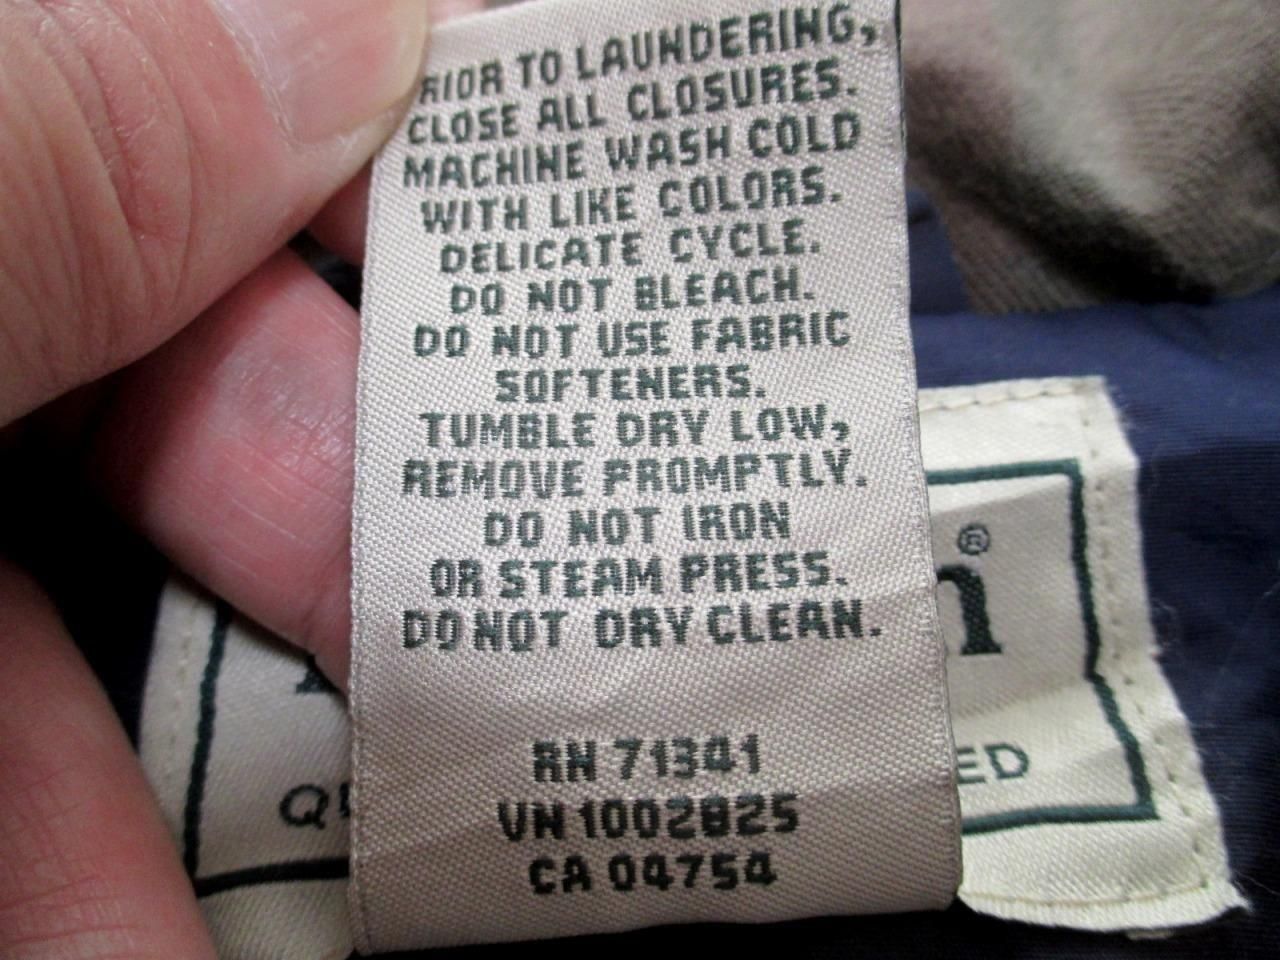 RIOR TO LAUNDERING,
CLOSE ALL CLOSURES.
MACHINE WASH COLD
WITH LIKE COLORS.
DELICATE CYCLE.
DO NOT BLEACH.
DO NOT USE FABRIC
SOFTENERS.
TUMBLE DRY LOW,
REMOVE PROMPTLY.
DO NOT IRON
OR STEAM PRESS.
DO NOT DRY CLEAN.
RN 71341
VN 1002825
CA 04754
®
ED